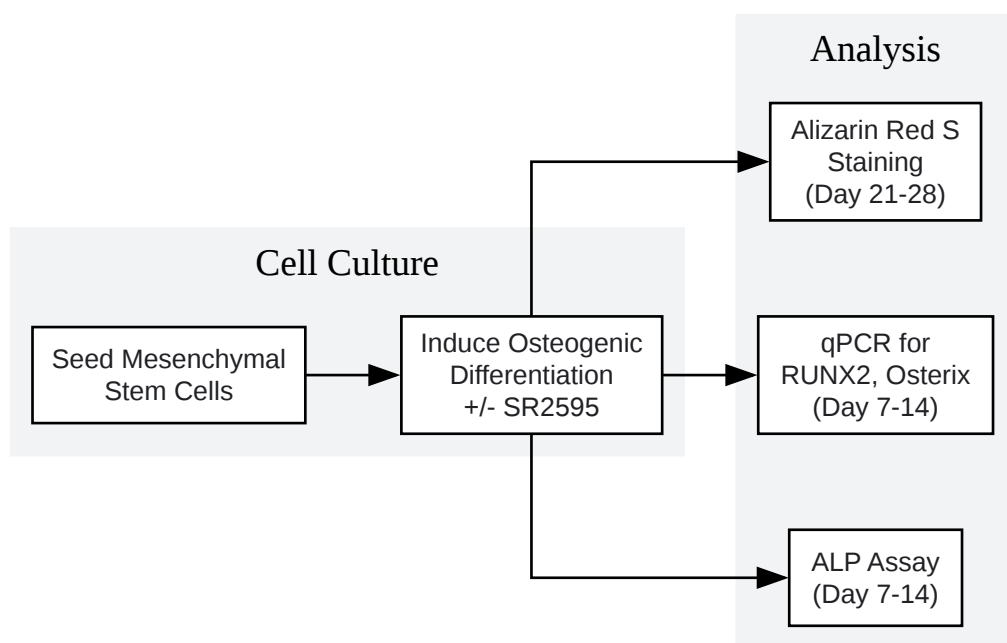 Cell Culture
Seed Mesenchymal
Stem Cells
Induce Osteogenic
Differentiation
+/- SR2595
Analysis
Alizarin Red S
Staining
(Day 21-28)
qPCR for
RUNX2, Osterix
(Day 7-14)
ALP Assay
(Day 7-14)